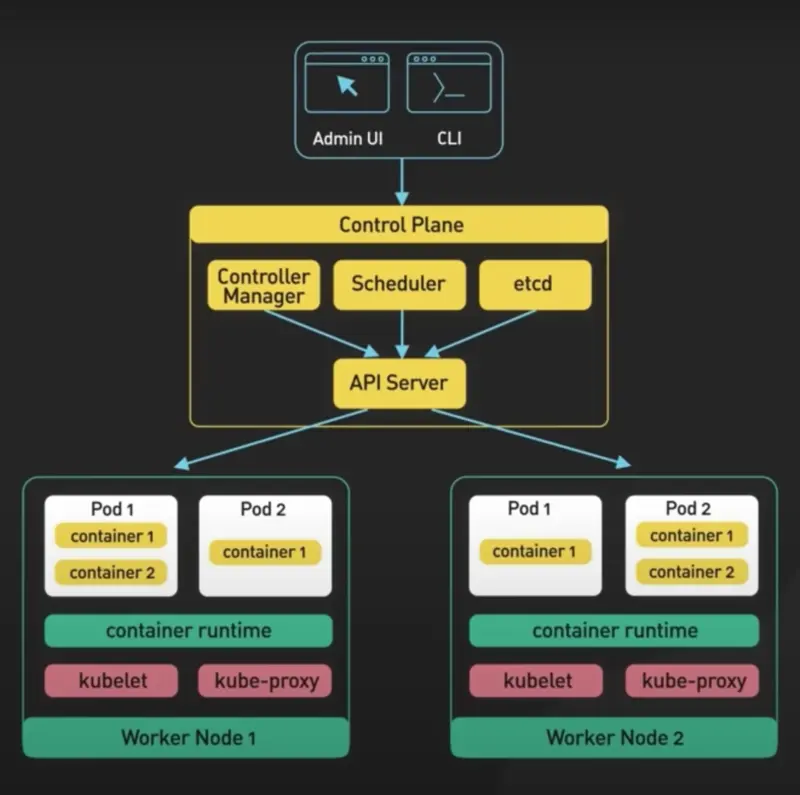 Admin UI
CLI
Control Plane
Controller
Manager
Scheduler
etcd
API Server
Pod 1
container 1
container 2
Pod 2
container 1
container runtime
kubelet
kube-proxy
Worker Node 1
Pod 1
container 1
Pod 2
container 1
container 2
container runtime
kubelet
kube-proxy
Worker Node 2